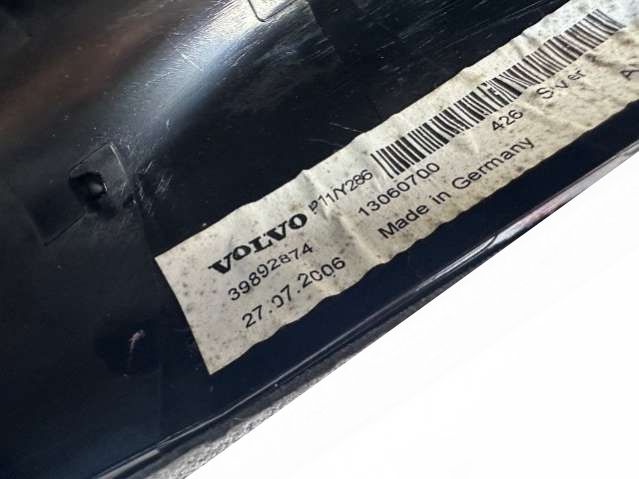 VOLVO P11/Y286
39892874 13060700 426 Silver
27.07.2006 Made in Germany